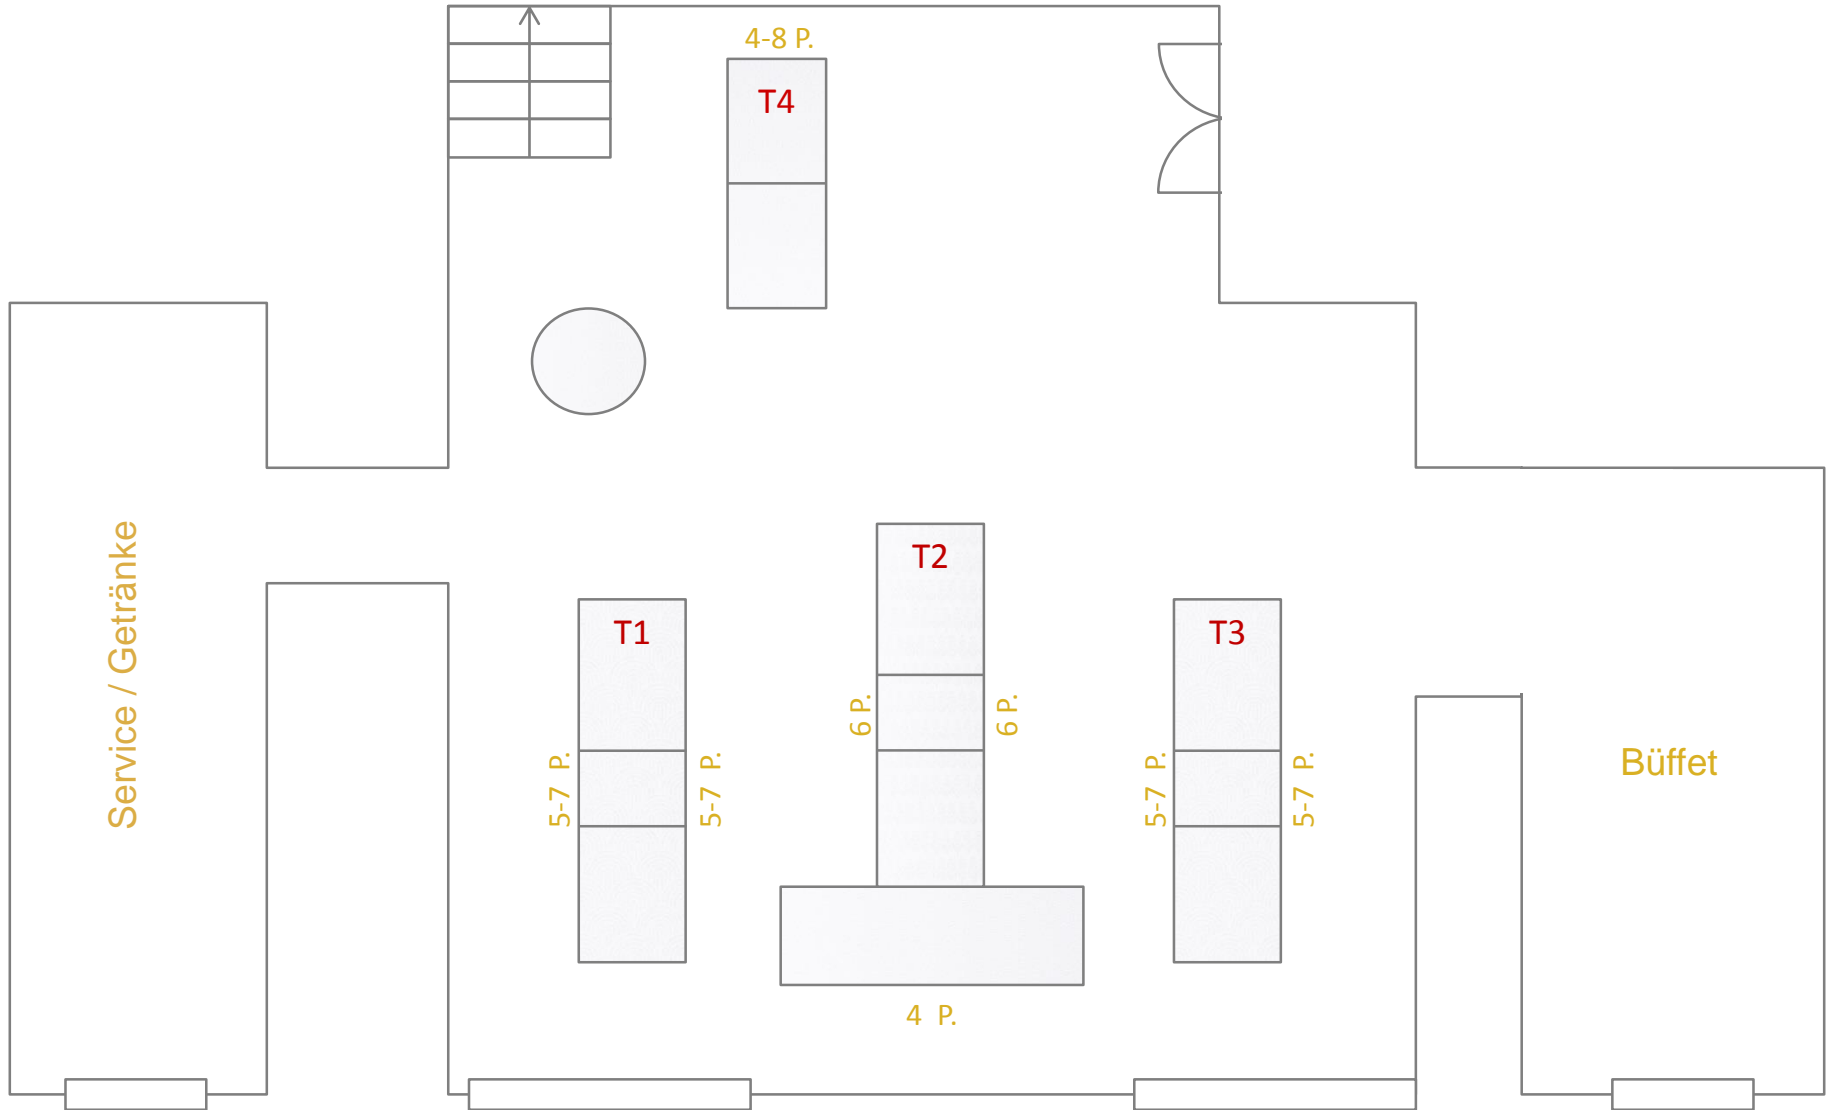 4-8 P.
T4
Service / Getränke
T1
5-7 P.
5-7 P.
T2
6 P.
6 P.
4 P.
T3
5-7 P.
5-7 P.
Büffet